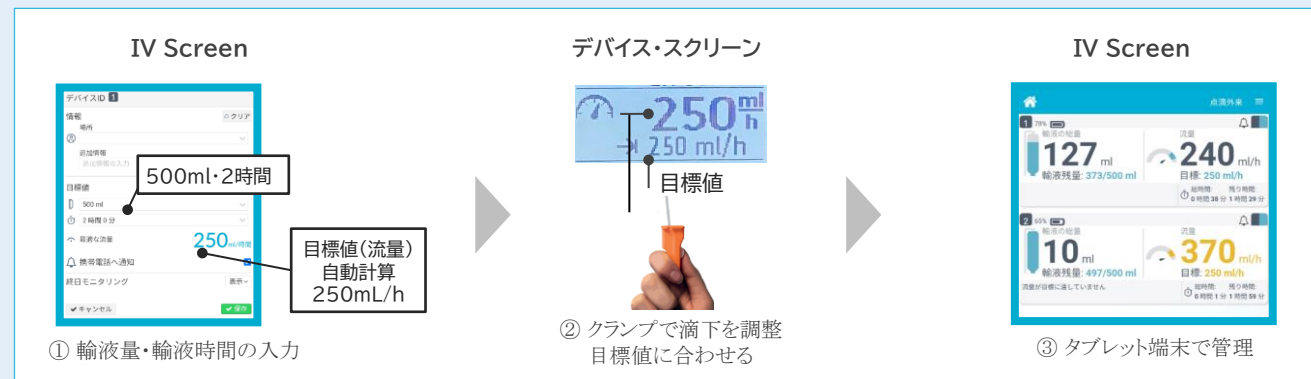 IV Screen
デバイスID 1
情報
クリア
場所
追加情報
追加情報の入力
目標値
500 ml
2 時間 0 分
最適な流量
250 ml/時間
携帯電話へ通知
終日モニタリング
表示
キャンセル
保存
500ml・2時間
目標値(流量)
自動計算
250mL/h
① 輸液量・輸液時間の入力
デバイス・スクリーン
250 ml/h
250 ml/h
目標値
② クランプで滴下を調整
目標値に合わせる
IV Screen
点滴外来
1 78%
輸液の総量
流量
127 ml
240 ml/h
輸液残量: 373/500 ml
目標: 250 ml/h
総時間:
残り時間:
0 時間 30 分
1 時間 29 分
2 65%
輸液の総量
流量
10 ml
370 ml/h
輸液残量: 497/500 ml
目標: 250 ml/h
流量が目標に達していません
総時間:
残り時間:
0 時間 1 分
1 時間 59 分
③ タブレット端末で管理